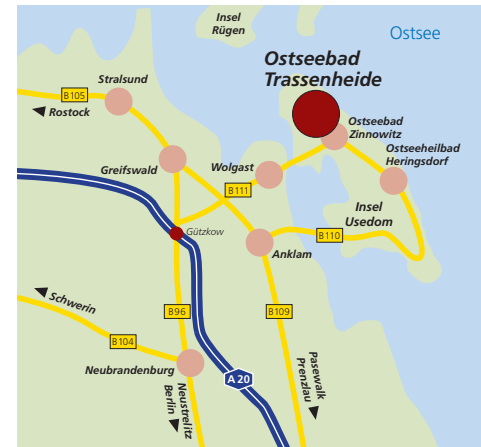 Insel
Rügen
Ostsee
Ostseebad
Trassenheide
Stralsund
B105
Rostock
Ostseebad
Zinnowitz
Ostseeheilbad
Heringsdorf
Greifswald
Wolgast
B111
Insel
Usedom
Gützkow
B110
Anklam
Schwerin
B96
B109
B104
Neubrandenburg
A 20
Neustrelitz
Berlin
Pasewalk
Prenzlau